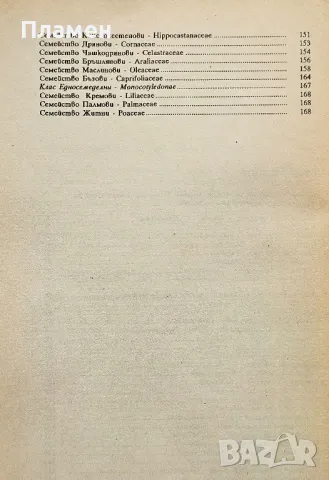 Пламен
Семейство Конскокестенови - Hippocastanaceae 151
Семейство Дрянови - Cornaceae 153
Семейство Чашкодрянови - Celastraceae 154
Семейство Бръшлянови - Araliaceae 156
Семейство Маслинови - Oleaceae 158
Семейство Бъзови - Caprifoliaceae 164
Клас Едносемеделни - Monocotyledonae 167
Семейство Кремови - Liliaceae 168
Семейство Палмови - Palmaceae 168
Семейство Житни - Poaceae 168
bazar